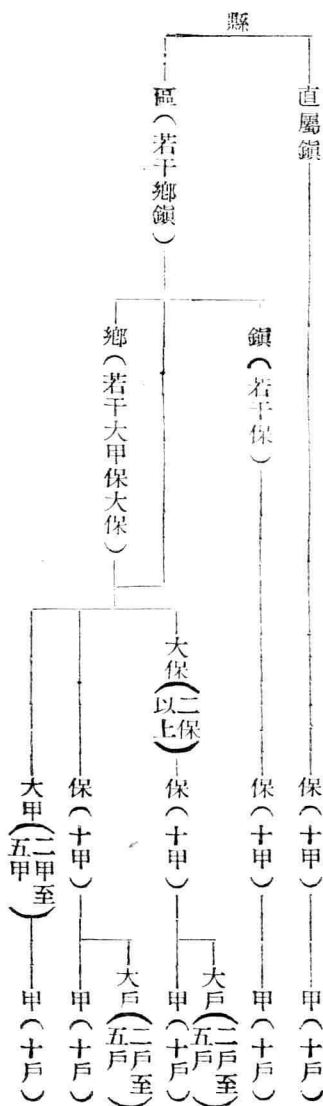 縣
直屬鎭
區（若干鄉鎭）
鎭（若干保）
鄉（若干大甲保大保）
大保（二保以上）
保（十甲）
保（十甲）
保（十甲）
保（十甲）
大甲（二甲至五甲）
甲（十戶）
甲（十戶）
大戶（二戶至五戶）
甲（十戶）
大戶（二戶至五戶）
甲（十戶）
甲（十戶）